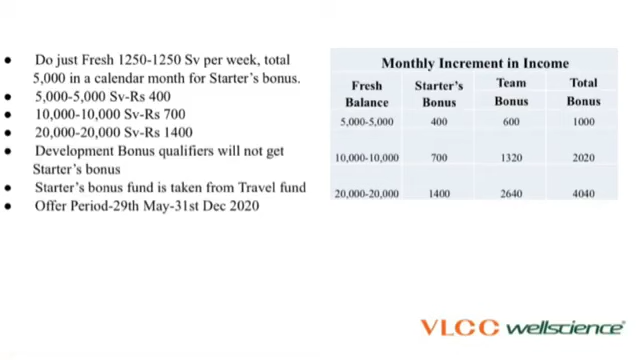 ● Do just Fresh 1250-1250 Sv per week, total
5,000 in a calendar month for Starter's bonus.
● 5,000-5,000 Sv-Rs 400
● 10,000-10,000 Sv-Rs 700
● 20,000-20,000 Sv-Rs 1400
● Development Bonus qualifiers will not get
Starter's bonus
● Starter's bonus fund is taken from Travel fund
● Offer Period-29th May-31st Dec 2020
Monthly Increment in Income
Fresh Balance Starter's Bonus Team Bonus Total Bonus
5,000-5,000 400 600 1000
10,000-10,000 700 1320 2020
20,000-20,000 1400 2640 4040
VLCC wellscience®